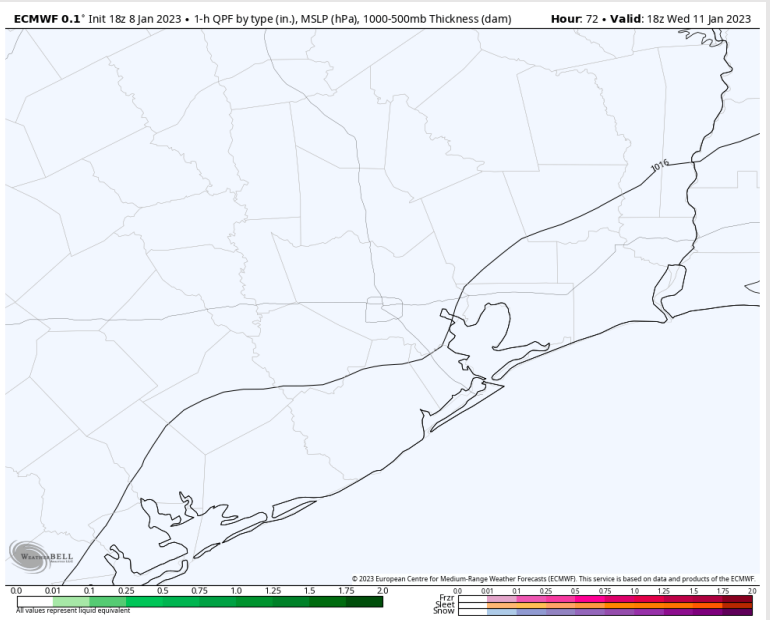 ECMWF 0.1° Init 18z 8 Jan 2023 • 1-h QPF by type (in.), MSLP (hPa), 1000-500mb Thickness (dam) Hour: 72 • Valid: 18z Wed 11 Jan 2023
1016
WEATHERBELL
© 2023 European Centre for Medium-Range Weather Forecasts (ECMWF). This service is based on data and products of the ECMWF.
0.0 0.01 0.1 0.25 0.5 0.75 1.0 1.25 1.5 1.75 2.0
All values represent liquid equivalent
0.0 0.01 0.1 0.25 0.5 0.75 1.0 1.25 1.5 1.75 2.0
Frzr
Sleet
Snow